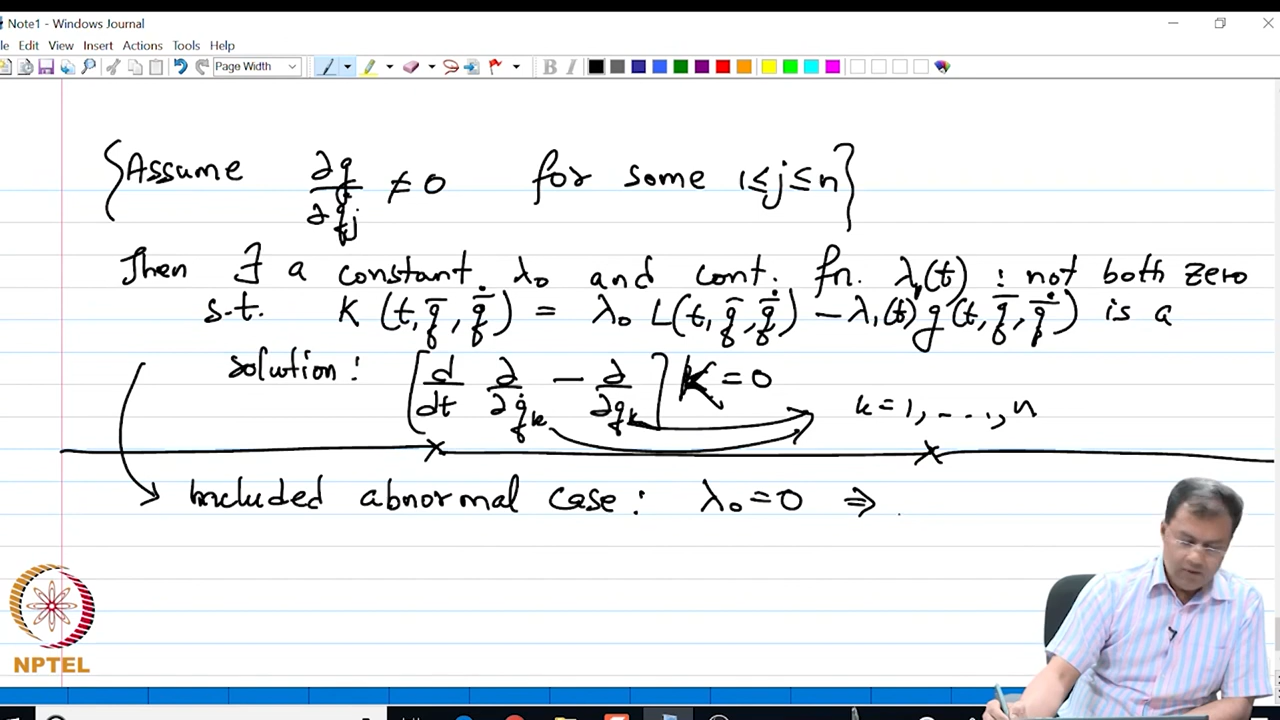 Note1 - Windows Journal
le Edit View Insert Actions Tools Help
Page Width
{Assume ∂g/∂q̇j ≠ 0 for some 1≤j≤n}
Then ∃ a constant λ₀ and cont. fn. λ₁(t) : not both zero
s.t. K(t, q̄, q̄̇) = λ₀ L(t, q̄, q̄̇) − λ₁(t) g(t, q̄, q̄̇) is a
solution : [d/dt ∂/∂q̇k − ∂/∂qk] K = 0
k = 1, ...., n
Included abnormal case : λ₀ = 0 ⇒
NPTEL